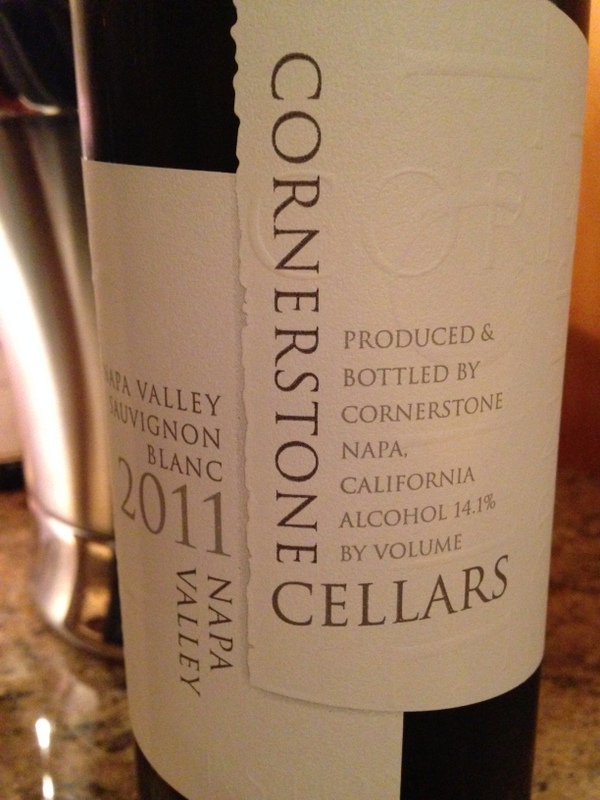 NAPA VALLEY
SAUVIGNON
BLANC
2011
NAPA
VALLEY
CORNERSTONE
CELLARS
PRODUCED &
BOTTLED BY
CORNERSTONE
NAPA,
CALIFORNIA
ALCOHOL 14.1%
BY VOLUME